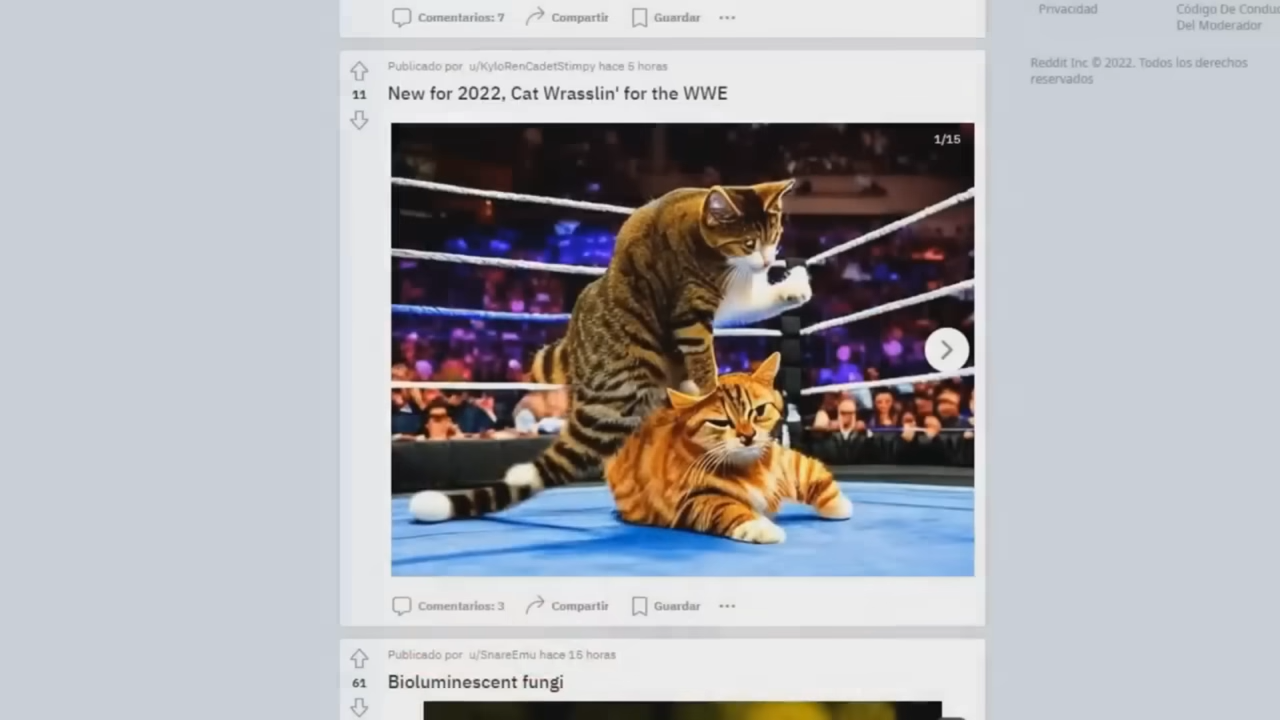 Comentarios: 7 Compartir Guardar
Privacidad
Código De Conduc
Del Moderador
Reddit Inc © 2022. Todos los derechos
reservados
Publicado por u/KyloRenCadetStimpy hace 5 horas
11
New for 2022, Cat Wrasslin' for the WWE
1/15
Comentarios: 3 Compartir Guardar
Publicado por u/SnareEmu hace 15 horas
61
Bioluminescent fungi